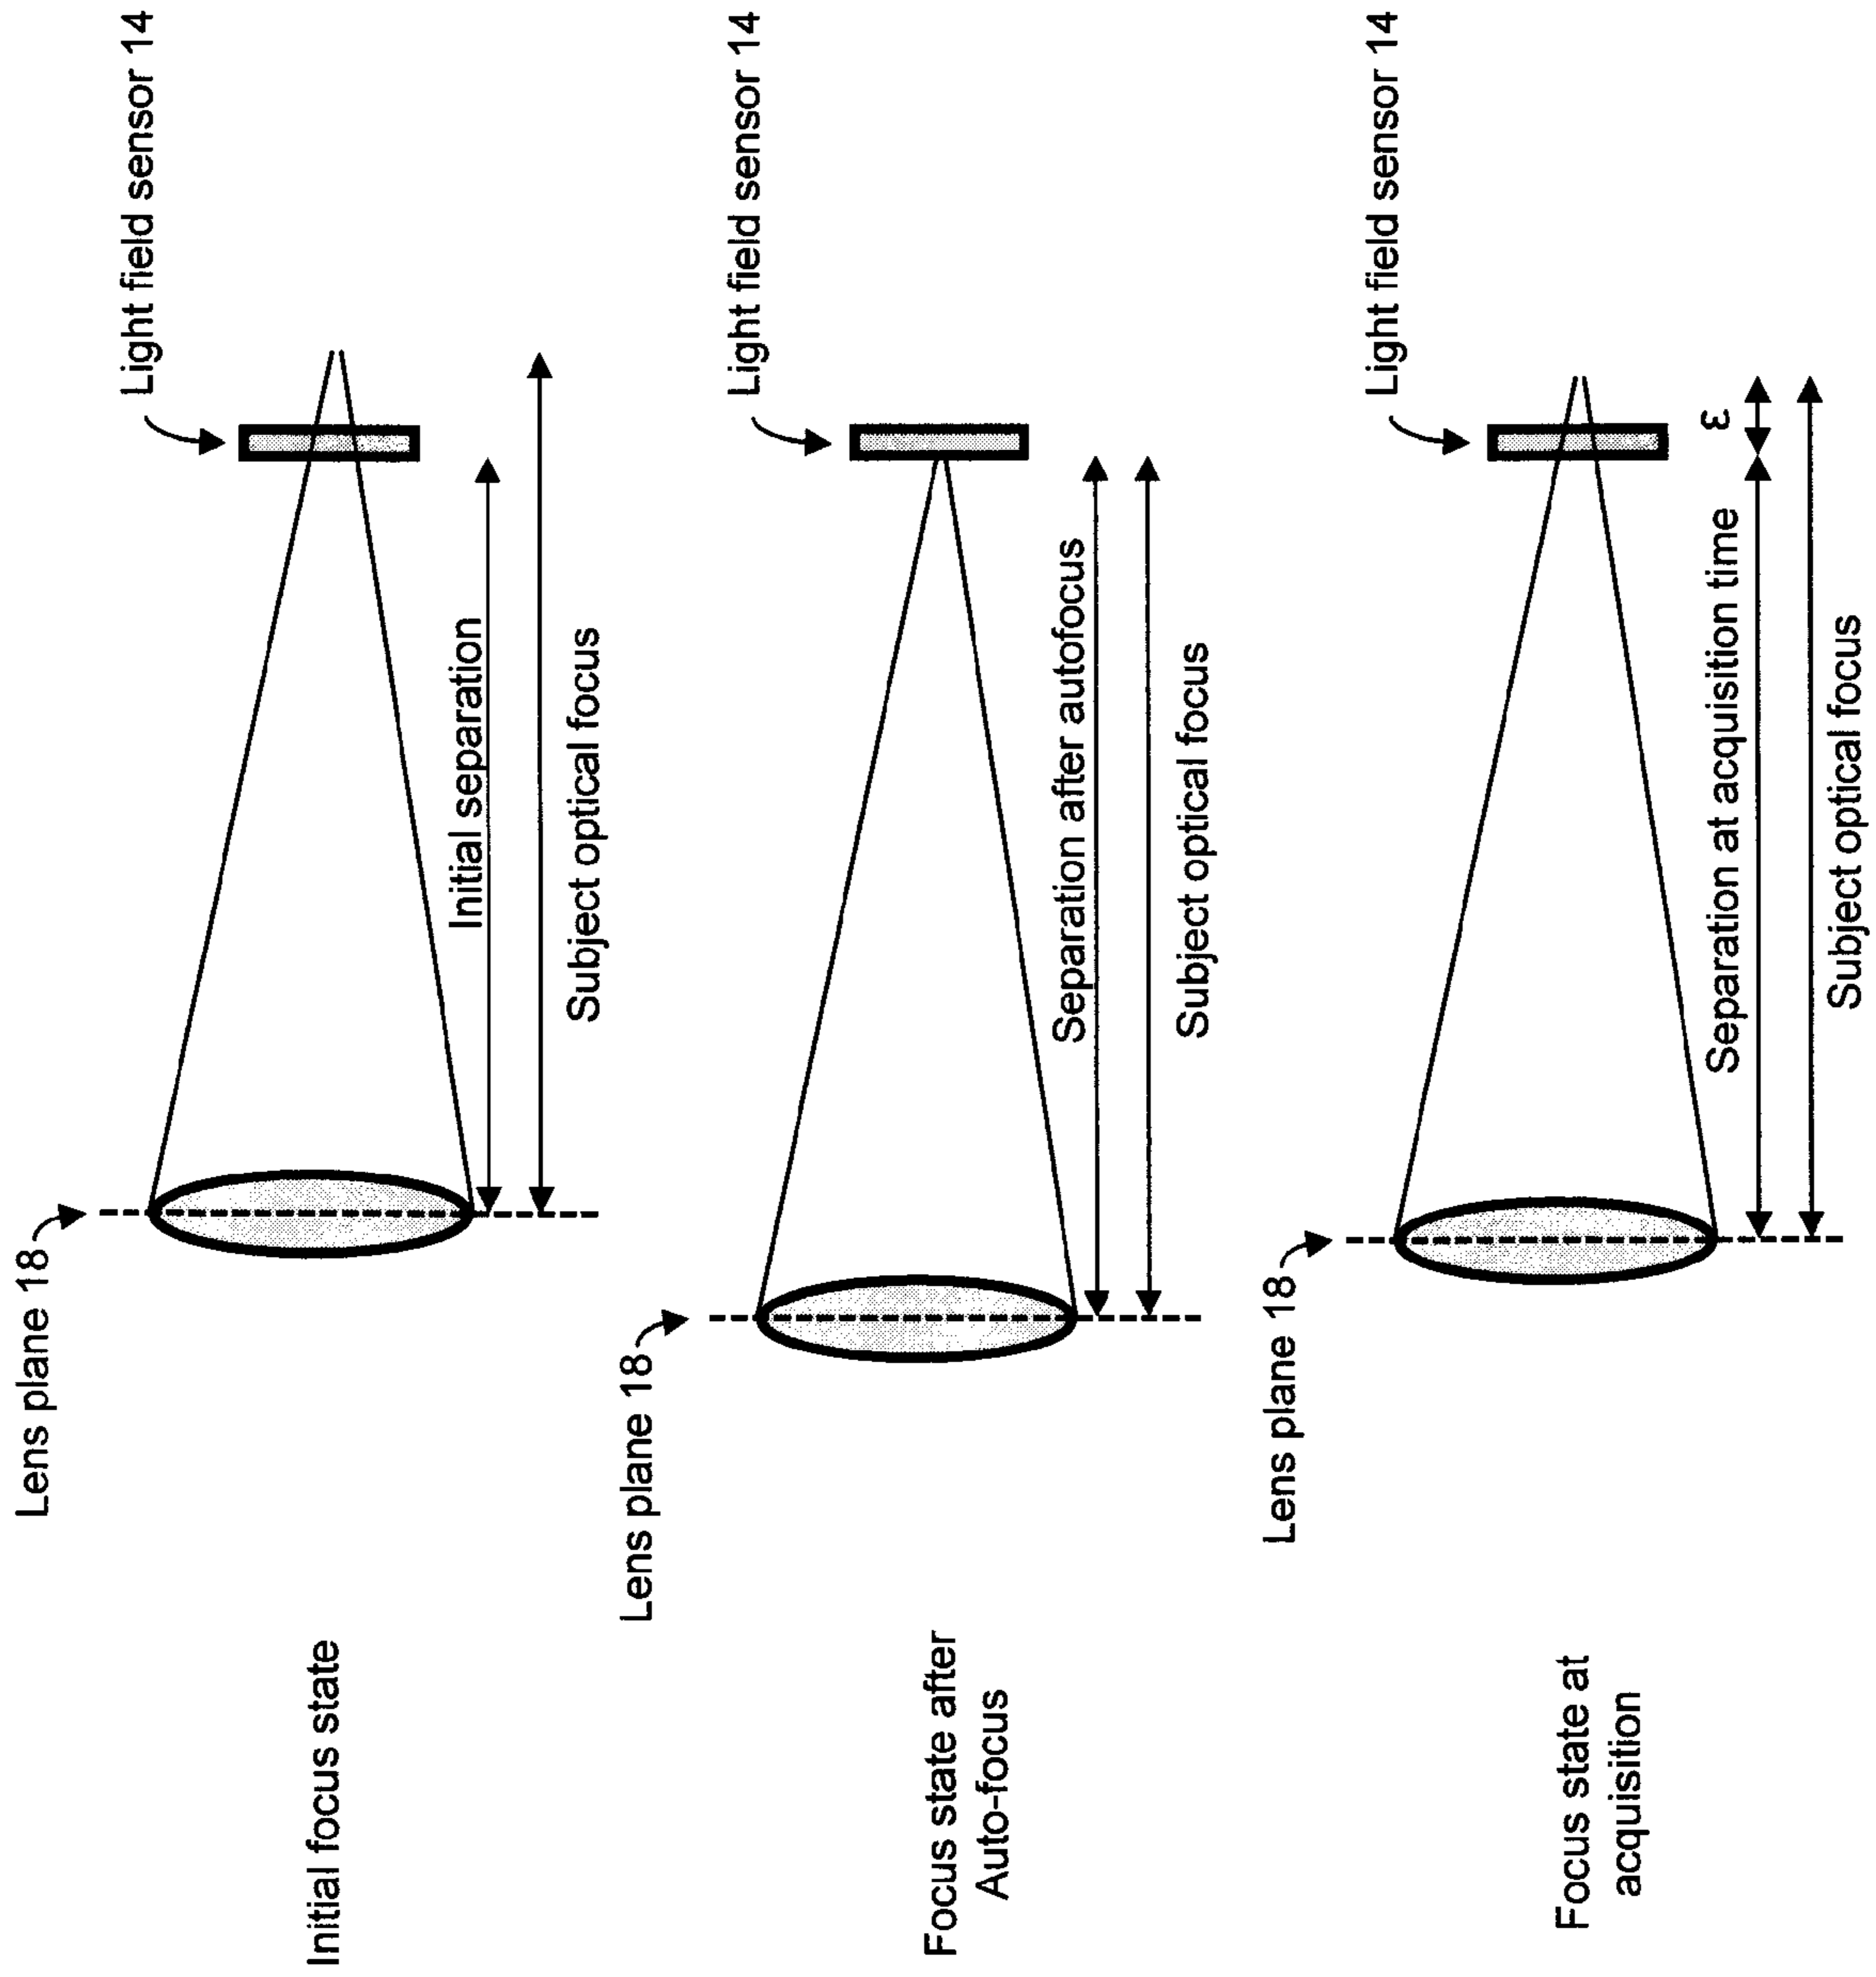 Initial focus state
Lens plane 18
Light field sensor 14
Initial separation
Subject optical focus
Focus state after
Auto-focus
Lens plane 18
Light field sensor 14
Separation after autofocus
Subject optical focus
Focus state at
acquisition
Lens plane 18
Light field sensor 14
Separation at acquisition time
ε
Subject optical focus